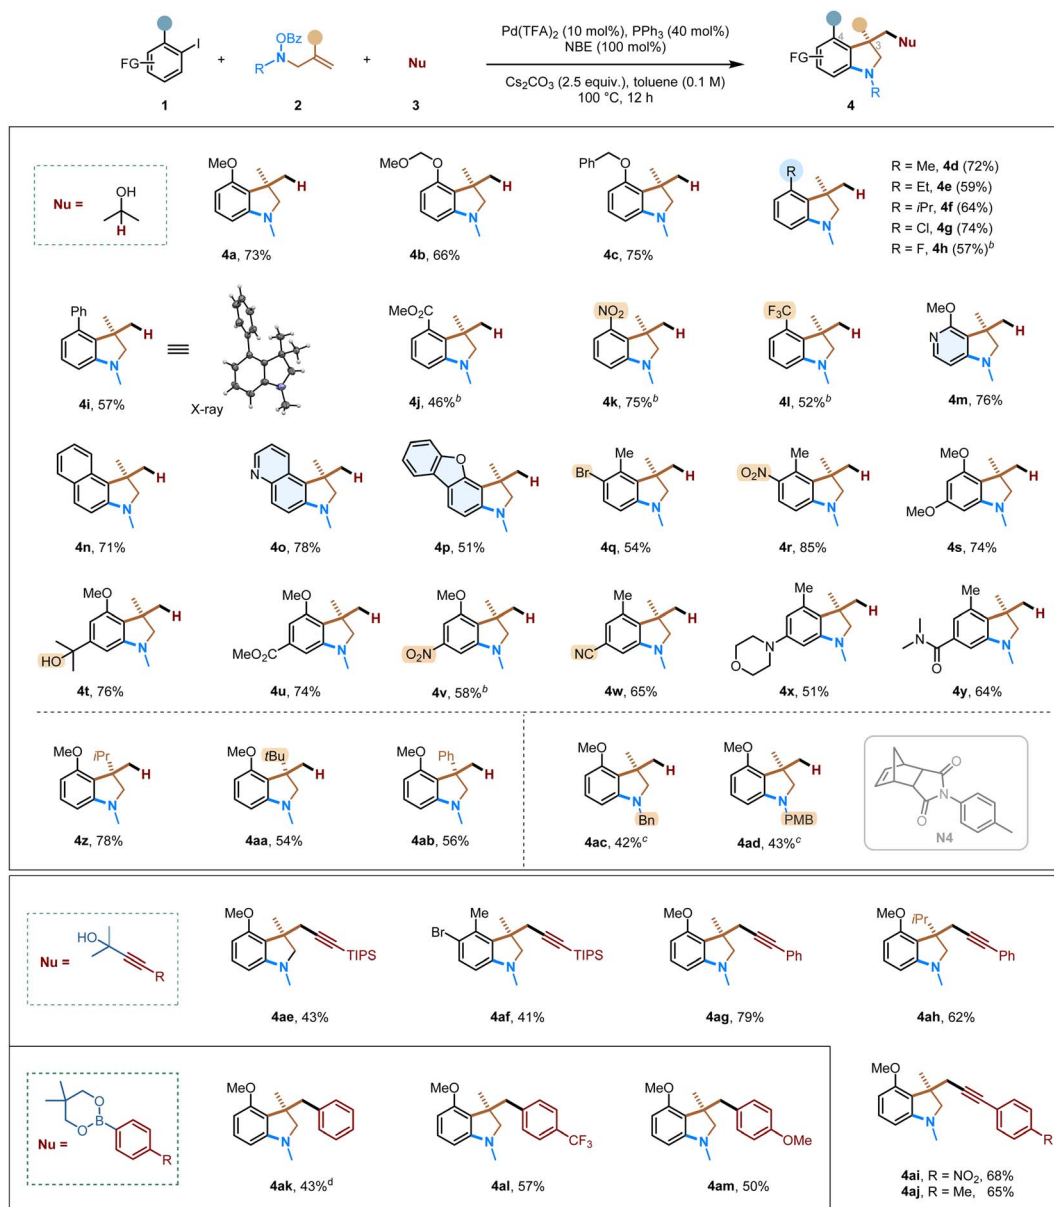 Pd(TFA)₂ (10 mol%), PPh₃ (40 mol%)
NBE (100 mol%)
Cs₂CO₃ (2.5 equiv.), toluene (0.1 M)
100 °C, 12 h
FG I + OBz N R + Nu
FG 4 3 Nu N R
1 2 3 4
Nu = OH H
MeO H N
MeO O H N
Ph O H N
R H N
R = Me, 4d (72%)
R = Et, 4e (59%)
R = iPr, 4f (64%)
R = Cl, 4g (74%)
R = F, 4h (57%)ᵇ
4a, 73% 4b, 66% 4c, 75%
Ph H N
X-ray
MeO₂C H N
NO₂ H N
F₃C H N
MeO N H N
4i, 57% 4j, 46%ᵇ 4k, 75%ᵇ 4l, 52%ᵇ 4m, 76%
H N
N H N
O H N
Me Br H N
Me O₂N H N
MeO MeO H N
4n, 71% 4o, 78% 4p, 51% 4q, 54% 4r, 85% 4s, 74%
MeO HO H N
MeO MeO₂C H N
MeO O₂N H N
Me NC H N
Me N O H N
Me N O H N
4t, 76% 4u, 74% 4v, 58%ᵇ 4w, 65% 4x, 51% 4y, 64%
MeO iPr H N
MeO tBu H N
MeO Ph H N
MeO H N Bn
MeO H N PMB
O N O
N4
4z, 78% 4aa, 54% 4ab, 56% 4ac, 42%ᶜ 4ad, 43%ᶜ
Nu = HO R
MeO N TIPS
Me Br N TIPS
MeO N Ph
MeO iPr N Ph
4ae, 43% 4af, 41% 4ag, 79% 4ah, 62%
Nu = O B O R
MeO N
MeO N CF₃
MeO N OMe
MeO N R
4ak, 43%ᵈ 4al, 57% 4am, 50%
4ai, R = NO₂, 68%
4aj, R = Me, 65%